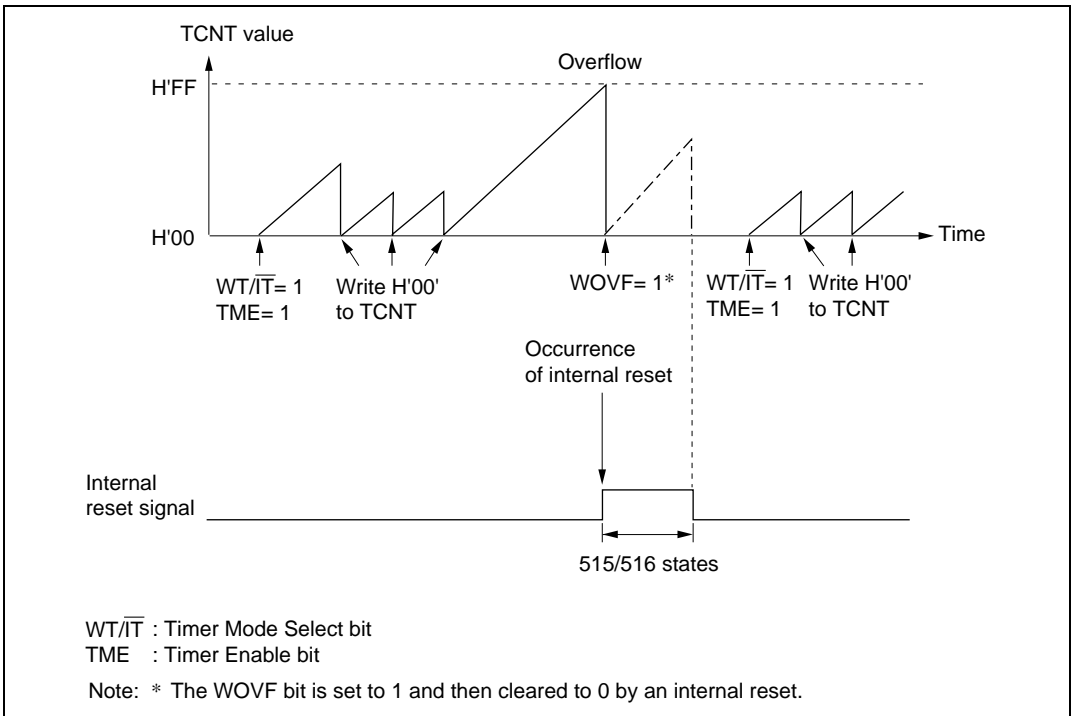 TCNT value
Overflow
H'FF
H'00
Time
WT/IT= 1
TME= 1
Write H'00'
to TCNT
WOVF= 1*
WT/IT= 1
TME= 1
Write H'00'
to TCNT
Occurrence
of internal reset
Internal
reset signal
515/516 states
WT/IT : Timer Mode Select bit
TME : Timer Enable bit
Note: * The WOVF bit is set to 1 and then cleared to 0 by an internal reset.